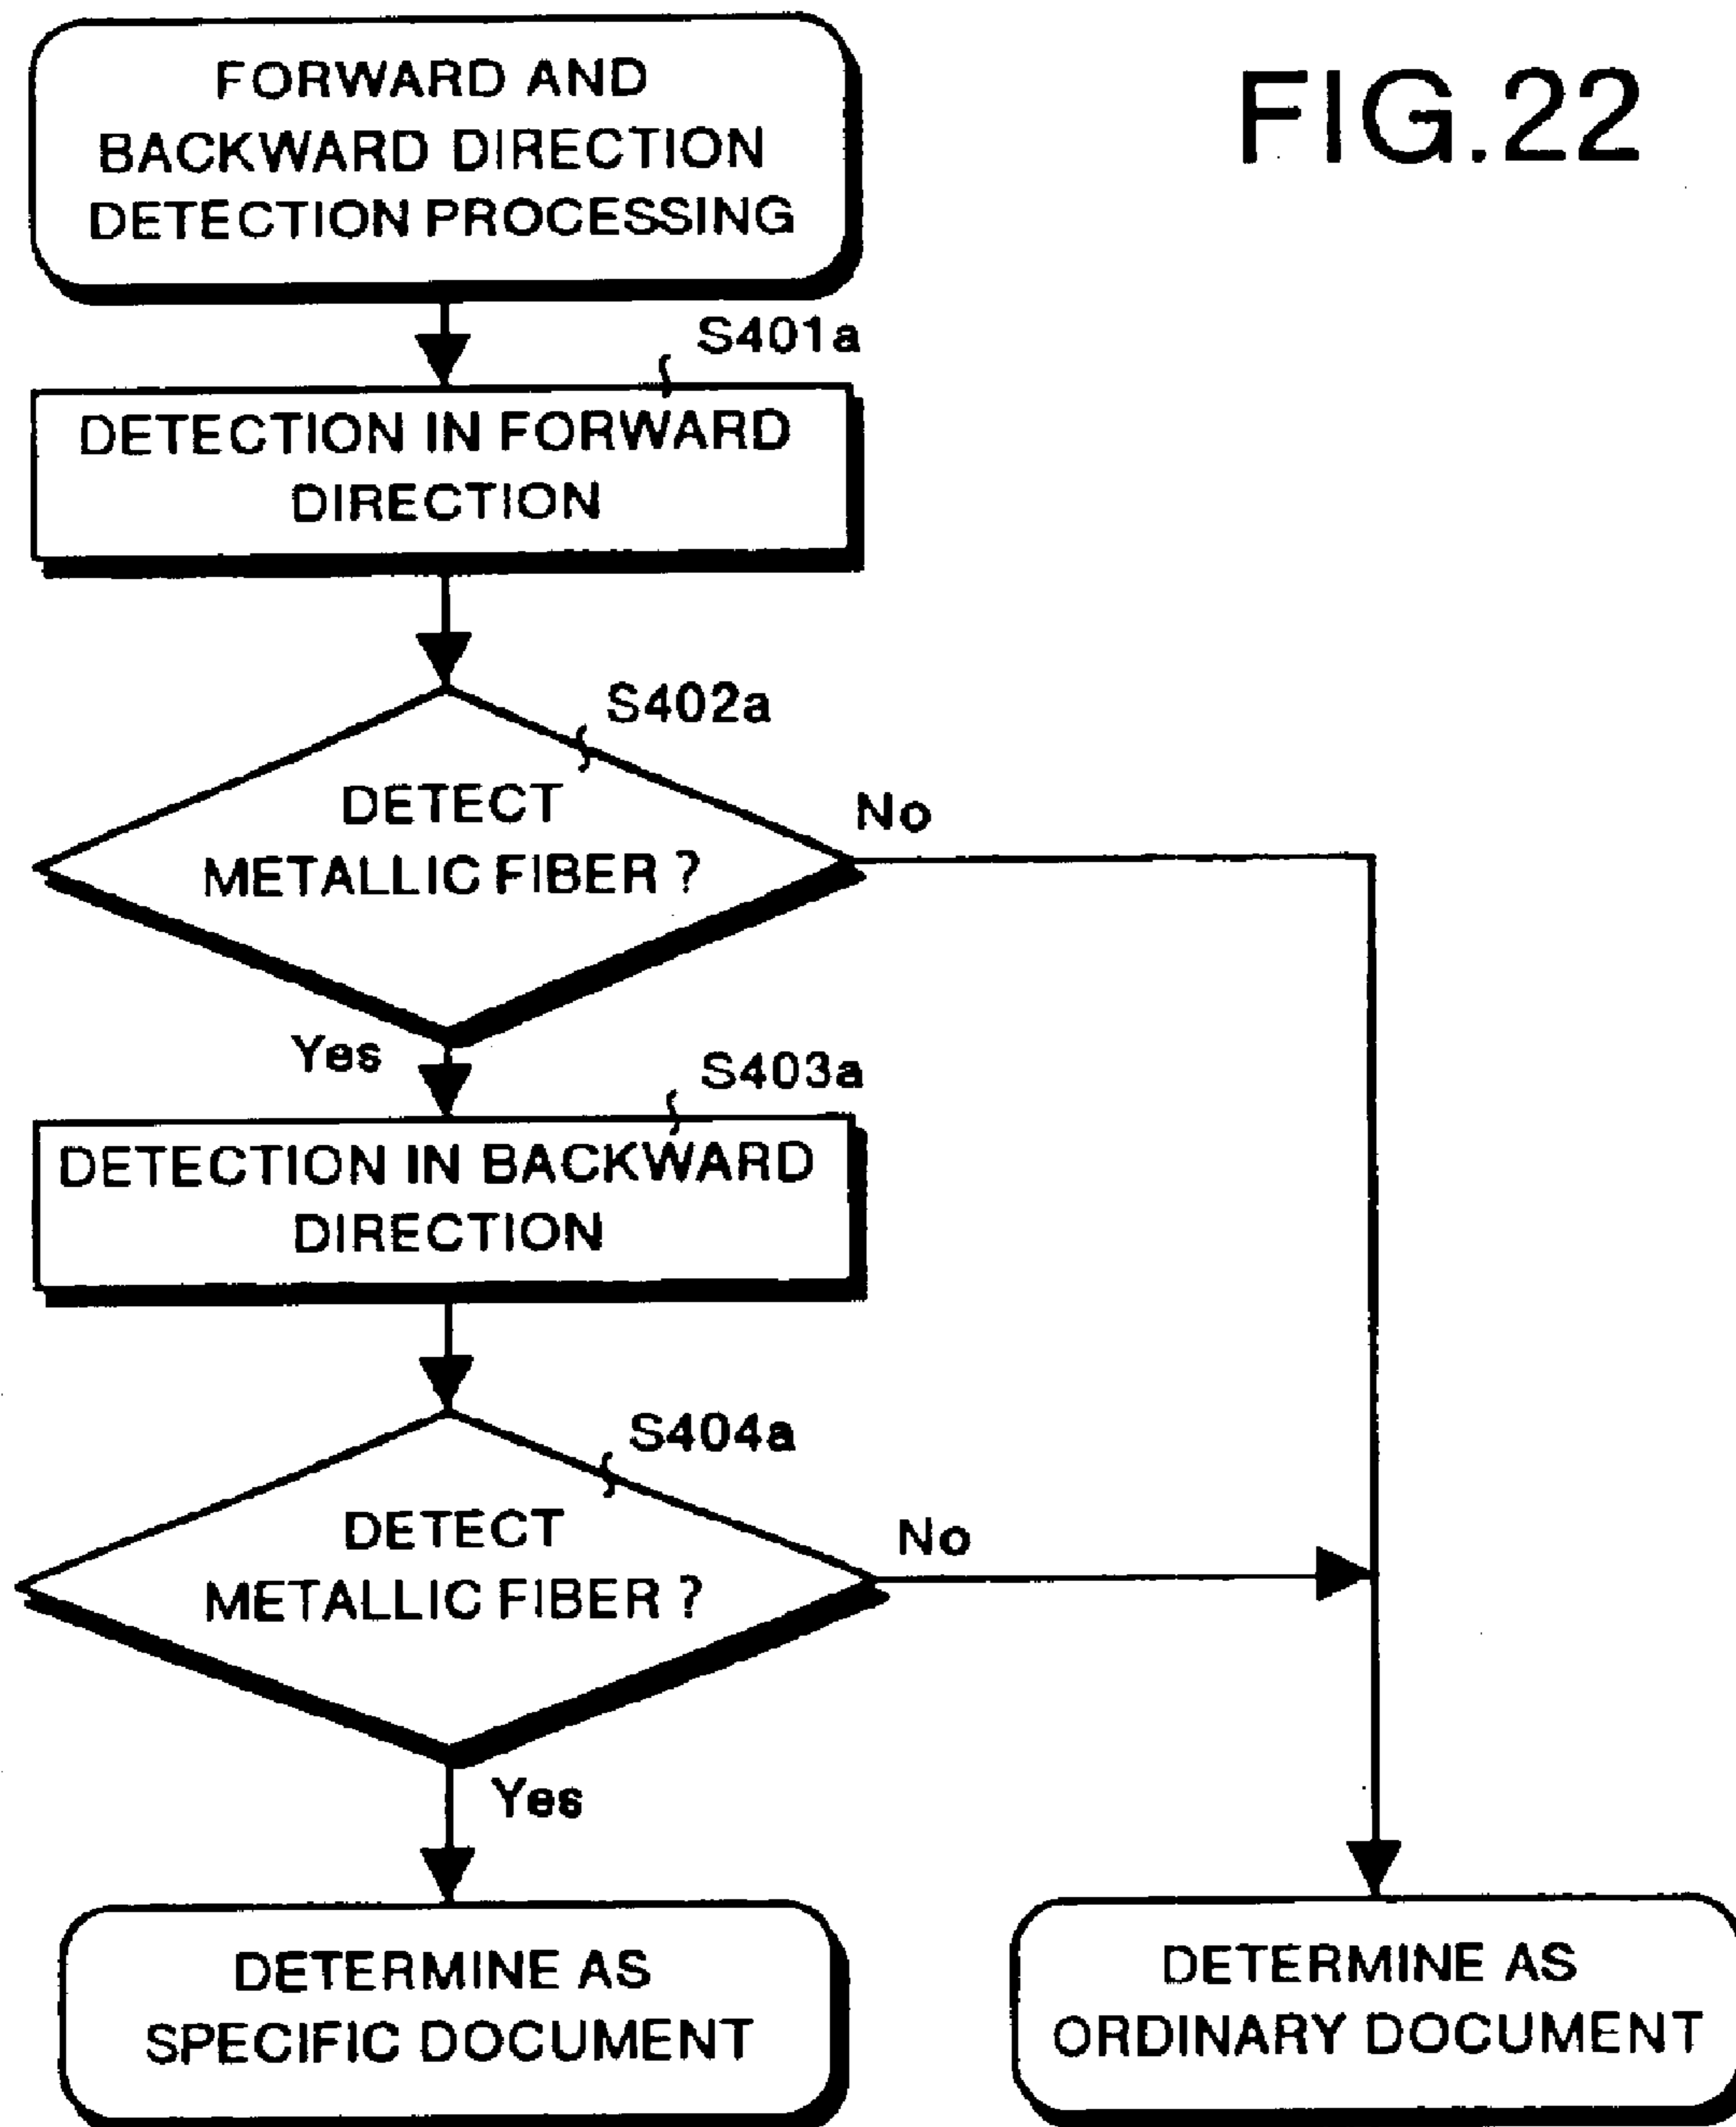 FIG.22
FORWARD AND
BACKWARD DIRECTION
DETECTION PROCESSING
S401a
DETECTION IN FORWARD
DIRECTION
S402a
DETECT
METALLIC FIBER ?
No
Yes
S403a
DETECTION IN BACKWARD
DIRECTION
S404a
DETECT
METALLIC FIBER ?
No
Yes
DETERMINE AS
SPECIFIC DOCUMENT
DETERMINE AS
ORDINARY DOCUMENT